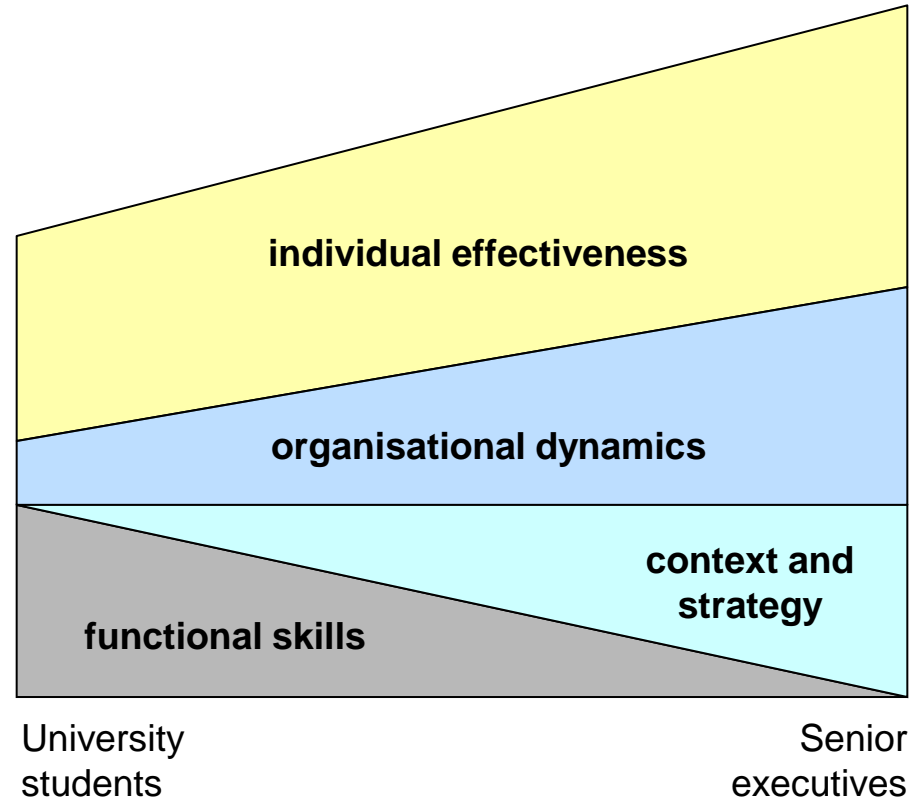 individual effectiveness
organisational dynamics
context and
strategy
functional skills
University
students
Senior
executives